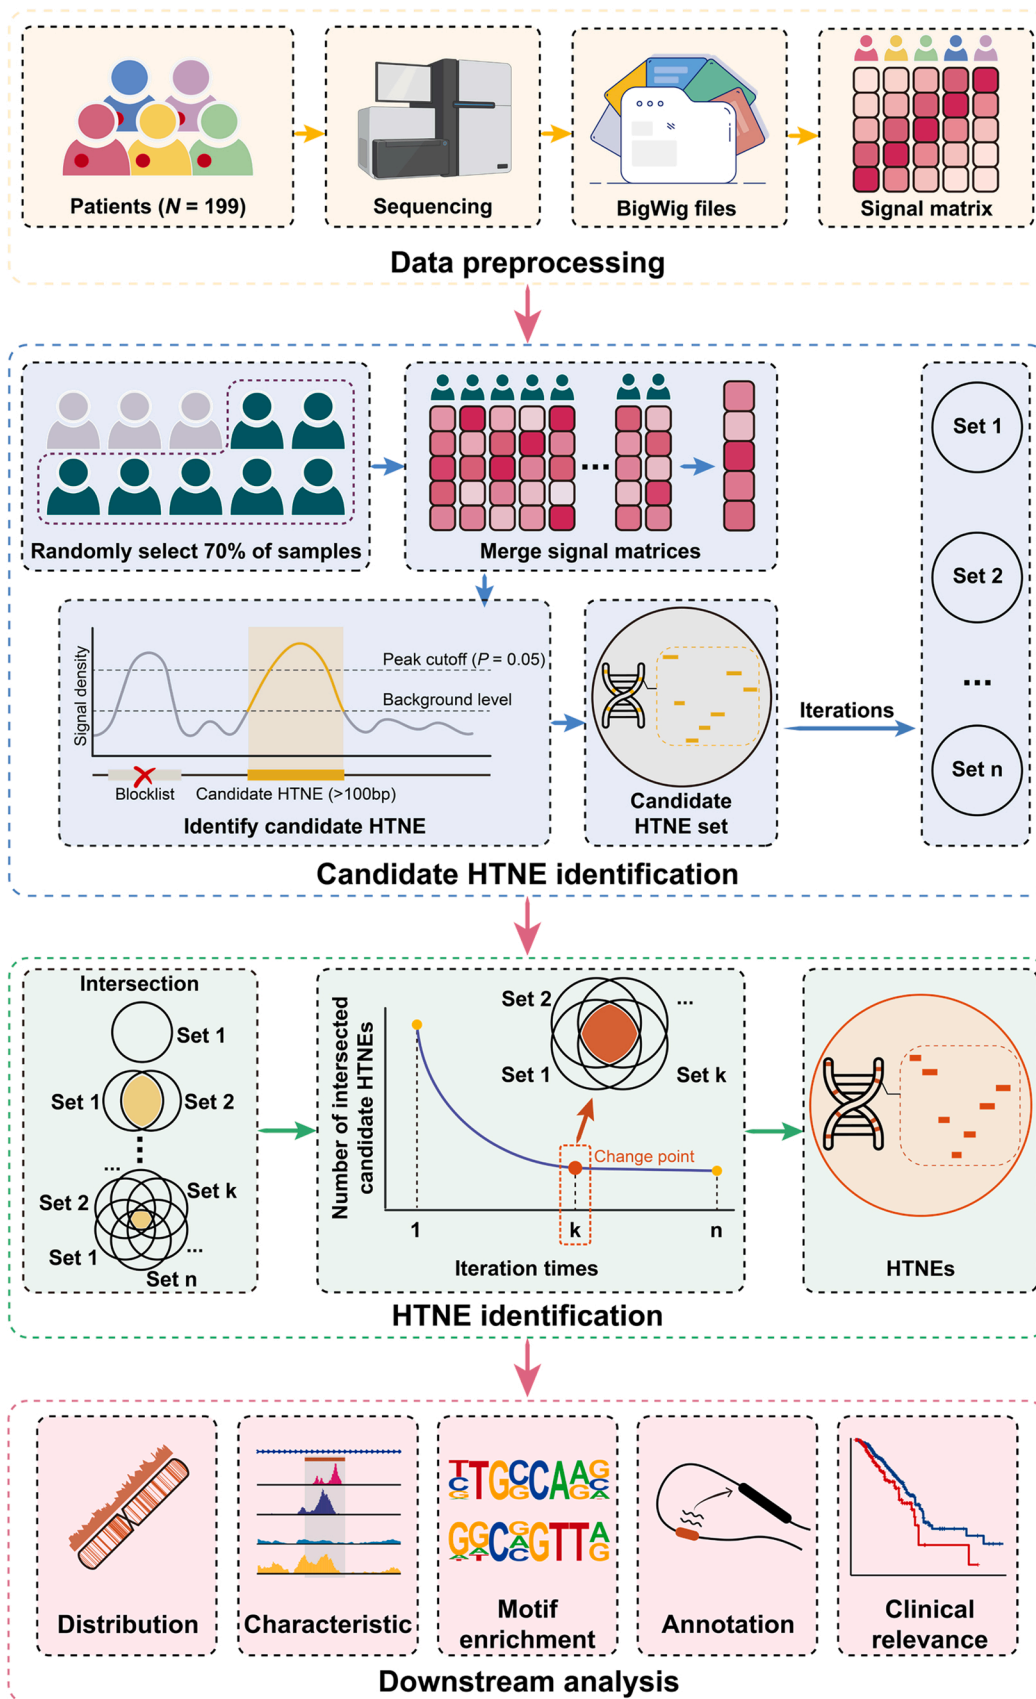 Patients (N = 199)
Sequencing
BigWig files
Signal matrix
Data preprocessing
Randomly select 70% of samples
...
Merge signal matrices
Set 1
Set 2
...
Set n
Signal density
Peak cutoff (P = 0.05)
Background level
Blocklist
Candidate HTNE (>100bp)
Identify candidate HTNE
Candidate
HTNE set
Iterations
Candidate HTNE identification
Intersection
Set 1
Set 1
Set 2
...
Set 2
Set k
Set 1
...
Set n
Number of intersected
candidate HTNEs
Set 2
...
Set 1
Set k
Change point
1
k
n
Iteration times
HTNEs
HTNE identification
Distribution
Characteristic
Motif
enrichment
Annotation
Clinical
relevance
Downstream analysis